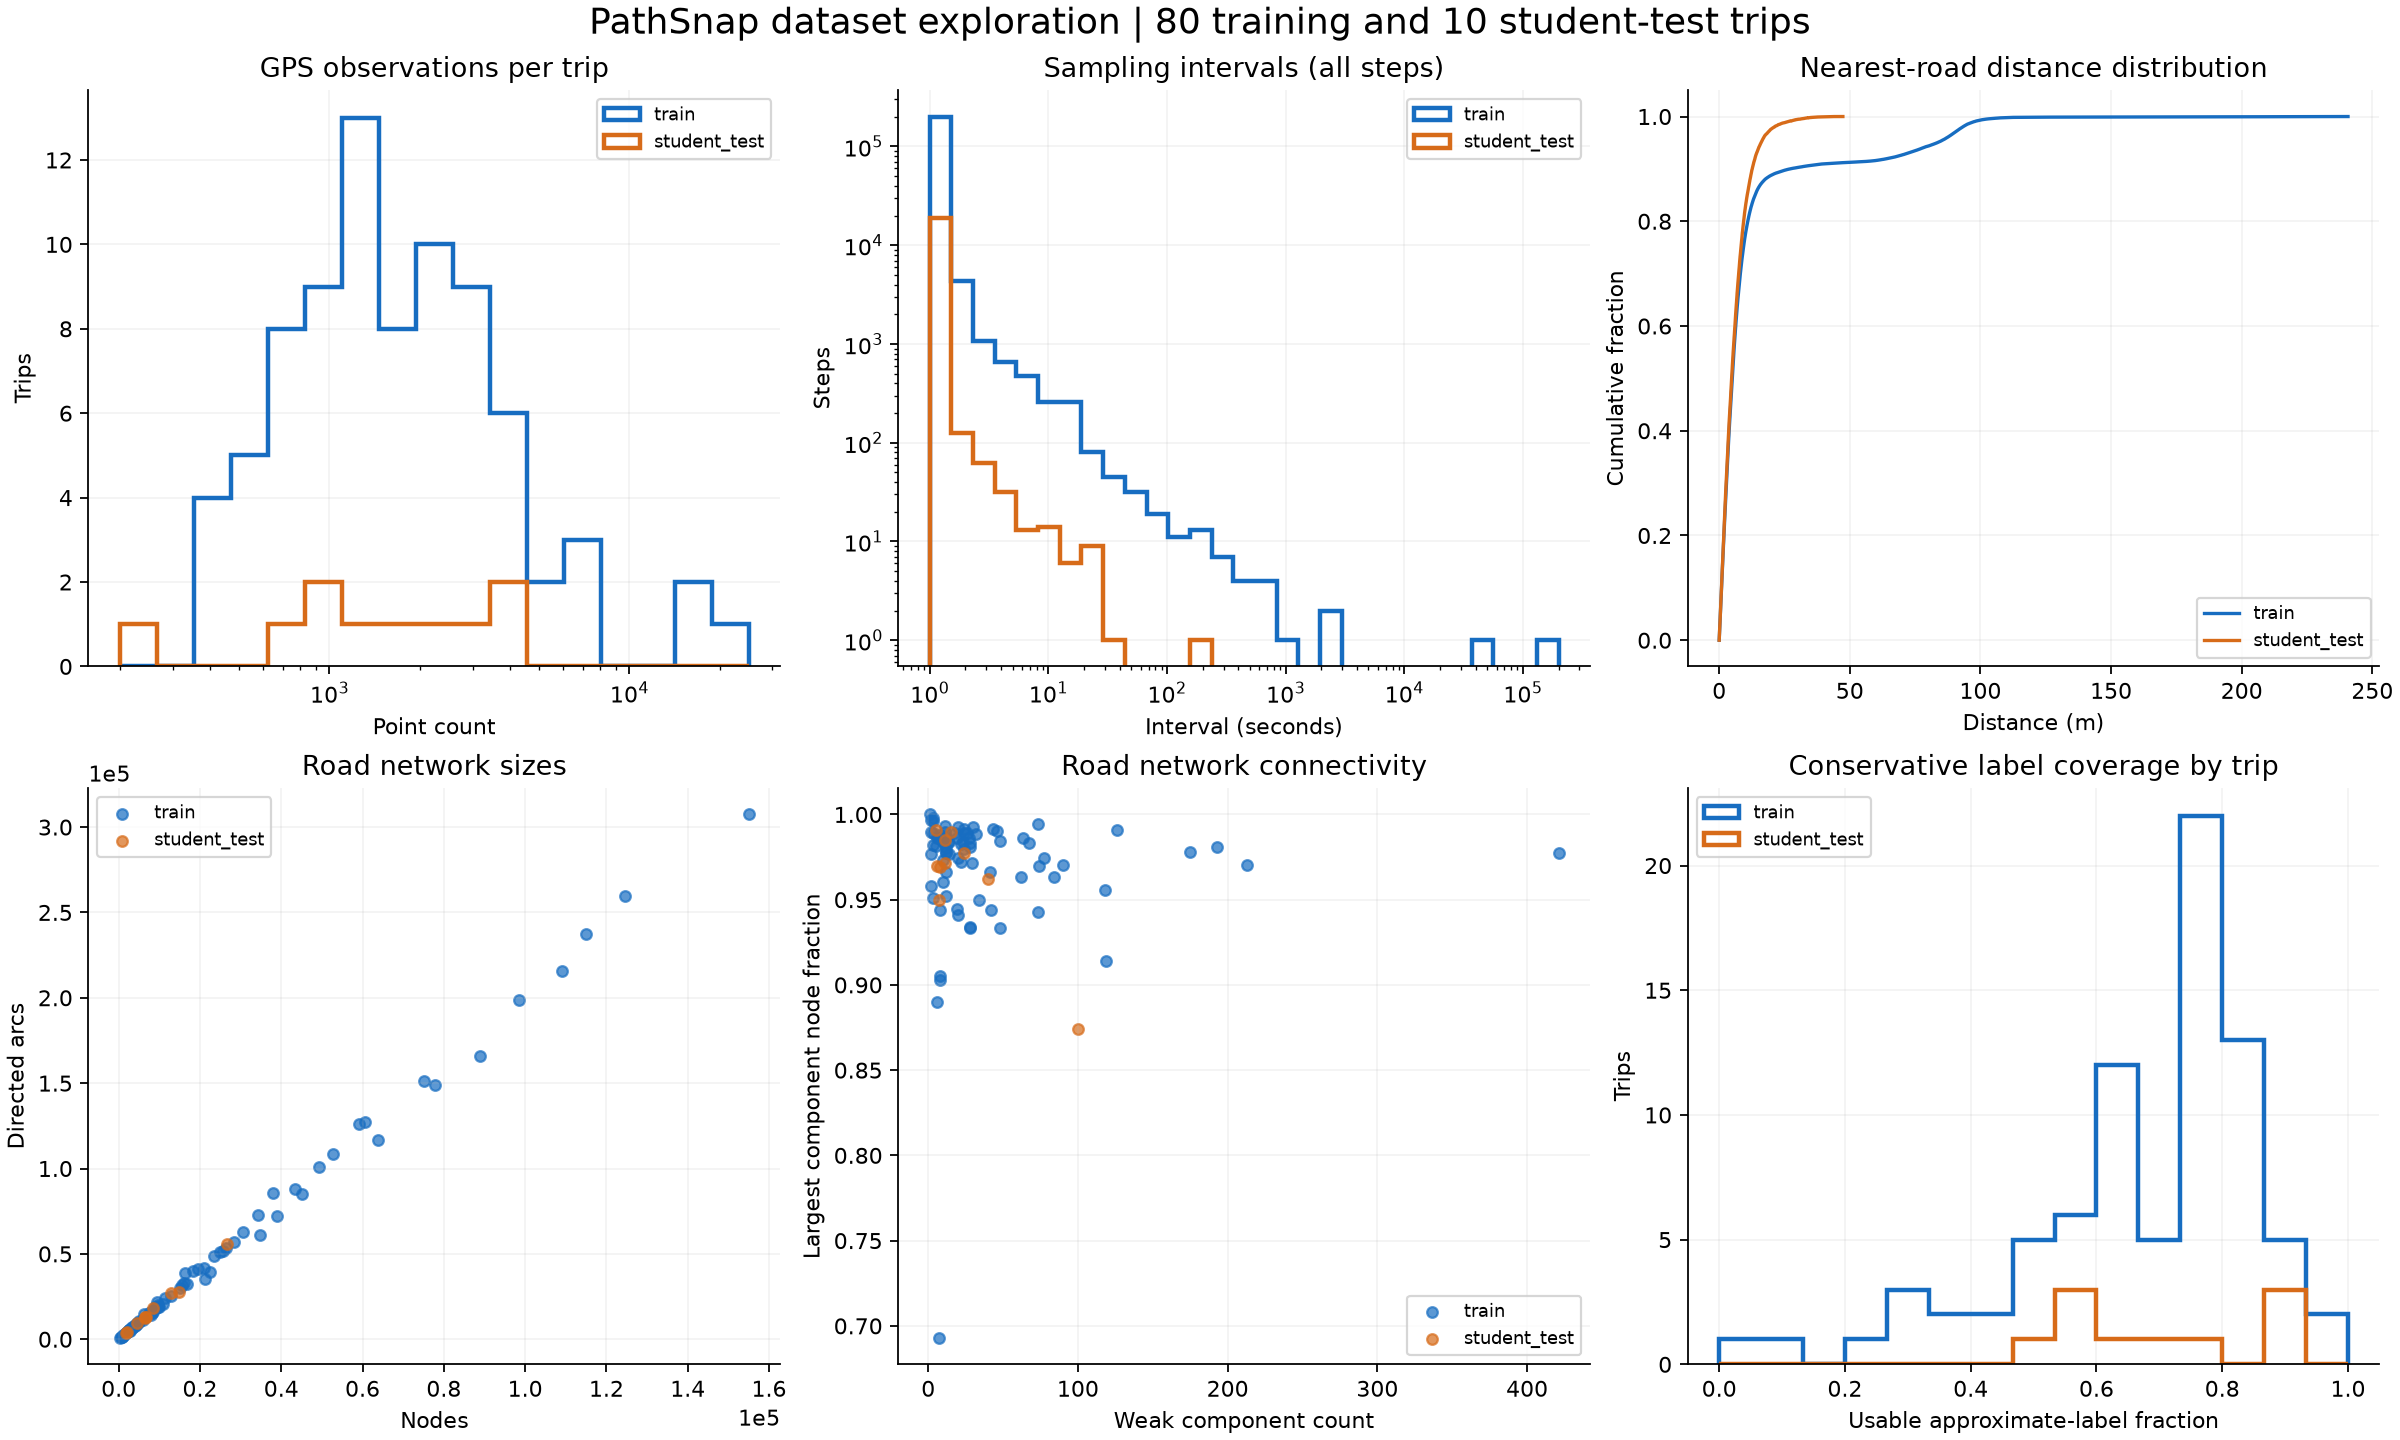 PathSnap dataset exploration | 80 training and 10 student-test trips
GPS observations per trip
train
student_test
12
10
8
6
4
2
0
Trips
10³
10⁴
Point count
Sampling intervals (all steps)
train
student_test
10⁵
10⁴
10³
10²
10¹
10⁰
Steps
10⁰
10¹
10²
10³
10⁴
10⁵
Interval (seconds)
Nearest-road distance distribution
1.0
0.8
0.6
0.4
0.2
0.0
Cumulative fraction
train
student_test
0
50
100
150
200
250
Distance (m)
Road network sizes
1e5
train
student_test
3.0
2.5
2.0
1.5
1.0
0.5
0.0
Directed arcs
0.0
0.2
0.4
0.6
0.8
1.0
1.2
1.4
1.6
1e5
Nodes
Road network connectivity
1.00
0.95
0.90
0.85
0.80
0.75
0.70
Largest component node fraction
train
student_test
0
100
200
300
400
Weak component count
Conservative label coverage by trip
train
student_test
20
15
10
5
0
Trips
0.0
0.2
0.4
0.6
0.8
1.0
Usable approximate-label fraction